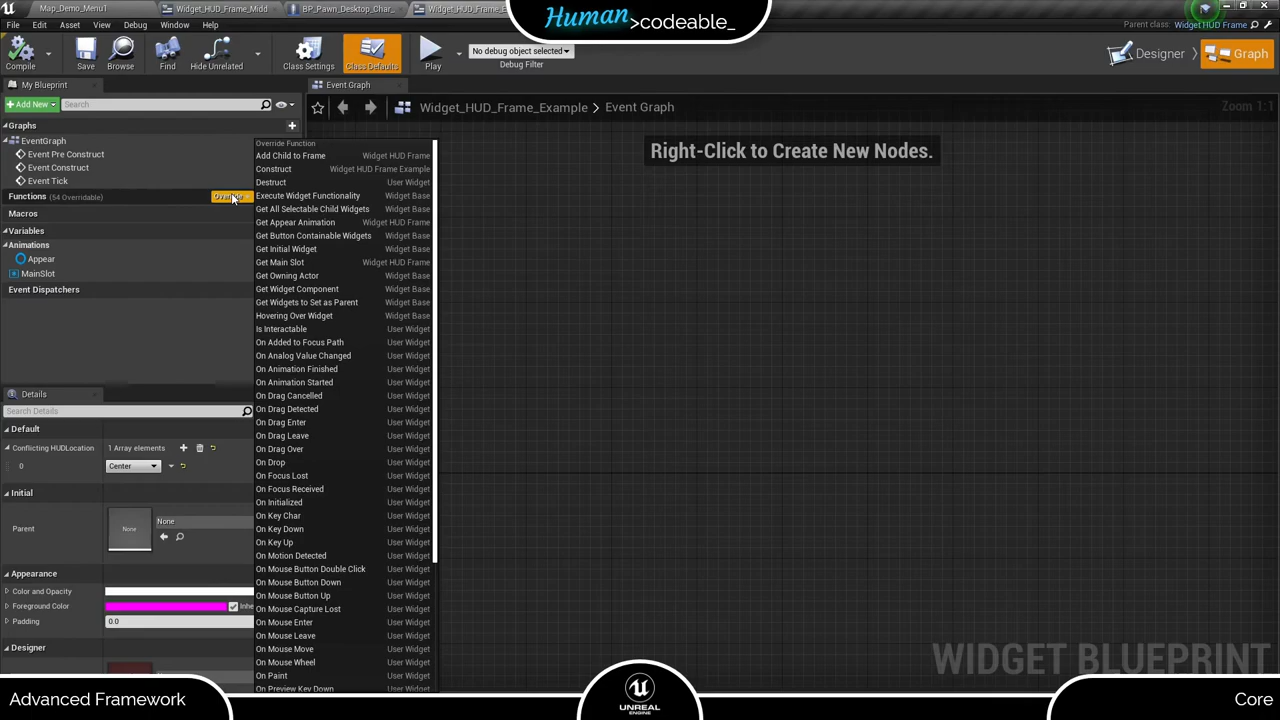 Map_Demo_Menu1
Widget_HUD_Frame_Midd
BP_Pawn_Desktop_Char_
Widget_HUD_Frame_E
Human>codeable_
File Edit Asset View Debug Window Help
Parent class: Widget HUD Frame
Compile Save Browse Find Hide Unrelated Class Settings Class Defaults Play
No debug object selected
Debug Filter
Designer Graph
My Blueprint
Event Graph
Add New Search
Widget_HUD_Frame_Example > Event Graph
Zoom 1:1
Graphs
EventGraph
Event Pre Construct
Event Construct
Event Tick
Functions (54 Overridable)
Macros
Variables
Animations
Appear
MainSlot
Event Dispatchers
Right-Click to Create New Nodes.
Override Function
Add Child to Frame Widget HUD Frame
Construct Widget HUD Frame Example
Destruct User Widget
Execute Widget Functionality Widget Base
Get All Selectable Child Widgets Widget Base
Get Appear Animation Widget HUD Frame
Get Button Containable Widgets Widget Base
Get Initial Widget Widget Base
Get Main Slot Widget HUD Frame
Get Owning Actor Widget Base
Get Widget Component Widget Base
Get Widgets to Set as Parent Widget Base
Hovering Over Widget Widget Base
Is Interactable User Widget
On Added to Focus Path User Widget
On Analog Value Changed User Widget
On Animation Finished User Widget
On Animation Started User Widget
On Drag Cancelled User Widget
On Drag Detected User Widget
On Drag Enter User Widget
On Drag Leave User Widget
On Drag Over User Widget
On Drop User Widget
On Focus Lost User Widget
On Focus Received User Widget
On Initialized User Widget
On Key Char User Widget
On Key Down User Widget
On Key Up User Widget
On Motion Detected User Widget
On Mouse Button Double Click User Widget
On Mouse Button Down User Widget
On Mouse Button Up User Widget
On Mouse Capture Lost User Widget
On Mouse Enter User Widget
On Mouse Leave User Widget
On Mouse Move User Widget
On Mouse Wheel User Widget
On Paint User Widget
On Preview Key Down User Widget
Details
Search Details
Default
Conflicting HUDLocation 1 Array elements
0 Center
Initial
Parent None None
Appearance
Color and Opacity
Foreground Color Inhe
Padding 0.0
Designer
WIDGET BLUEPRINT
Advanced Framework
UNREAL
ENGINE
Core